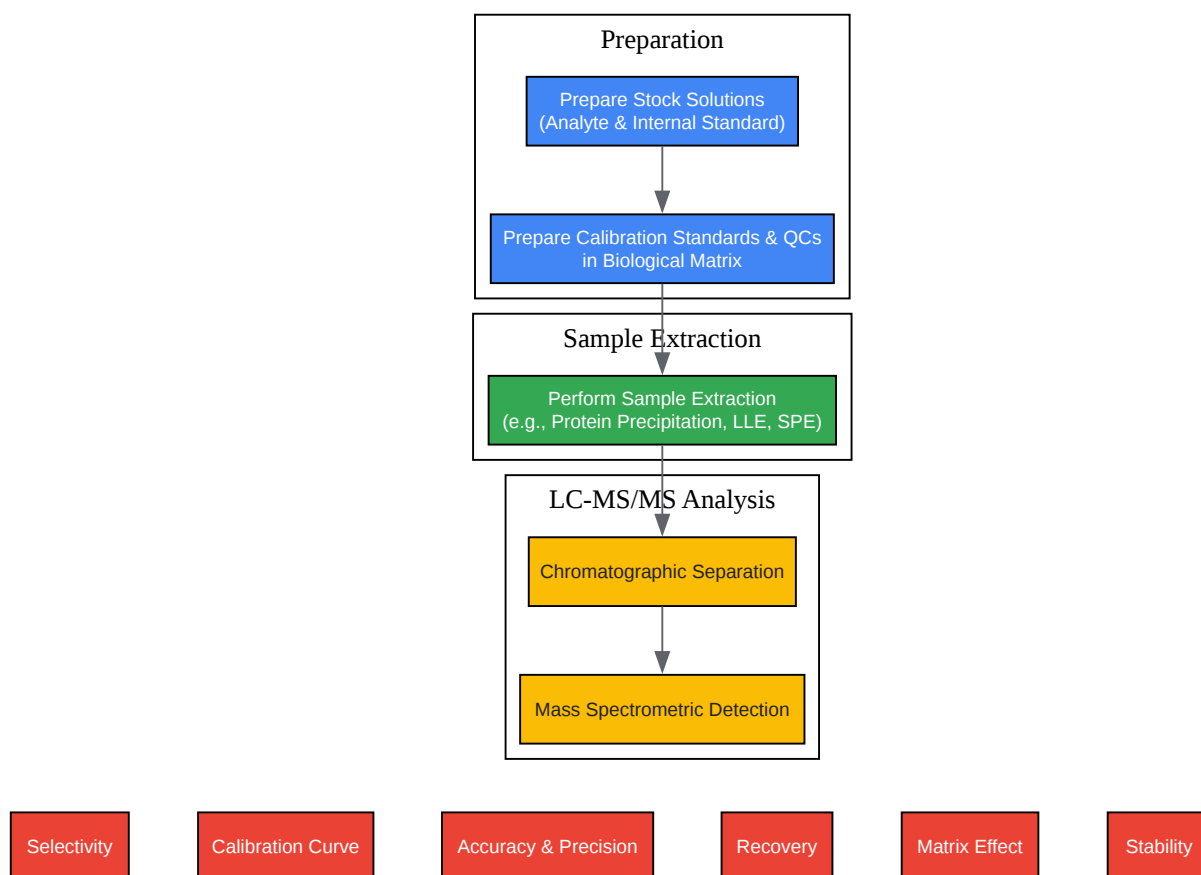 Preparation
Prepare Stock Solutions
(Analyte & Internal Standard)
Prepare Calibration Standards & QCs
in Biological Matrix
Sample Extraction
Perform Sample Extraction
(e.g., Protein Precipitation, LLE, SPE)
LC-MS/MS Analysis
Chromatographic Separation
Mass Spectrometric Detection
Selectivity
Calibration Curve
Accuracy & Precision
Recovery
Matrix Effect
Stability